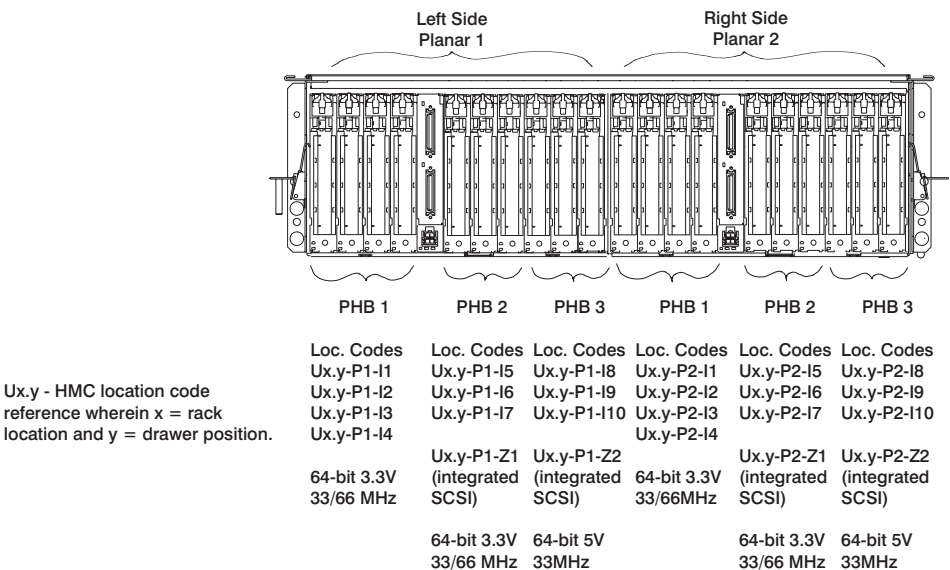 Left Side
Planar 1
Right Side
Planar 2
PHB 1
PHB 2
PHB 3
PHB 1
PHB 2
PHB 3
Ux.y - HMC location code
reference wherein x = rack
location and y = drawer position.
Loc. Codes
Ux.y-P1-I1
Ux.y-P1-I2
Ux.y-P1-I3
Ux.y-P1-I4
64-bit 3.3V
33/66 MHz
Loc. Codes
Ux.y-P1-I5
Ux.y-P1-I6
Ux.y-P1-I7
Ux.y-P1-Z1
(integrated
SCSI)
64-bit 3.3V
33/66 MHz
Loc. Codes
Ux.y-P1-I8
Ux.y-P1-I9
Ux.y-P1-I10
Ux.y-P1-Z2
(integrated
SCSI)
64-bit 5V
33MHz
Loc. Codes
Ux.y-P2-I1
Ux.y-P2-I2
Ux.y-P2-I3
Ux.y-P2-I4
64-bit 3.3V
33/66MHz
Loc. Codes
Ux.y-P2-I5
Ux.y-P2-I6
Ux.y-P2-I7
Ux.y-P2-Z1
(integrated
SCSI)
64-bit 3.3V
33/66 MHz
Loc. Codes
Ux.y-P2-I8
Ux.y-P2-I9
Ux.y-P2-I10
Ux.y-P2-Z2
(integrated
SCSI)
64-bit 5V
33MHz